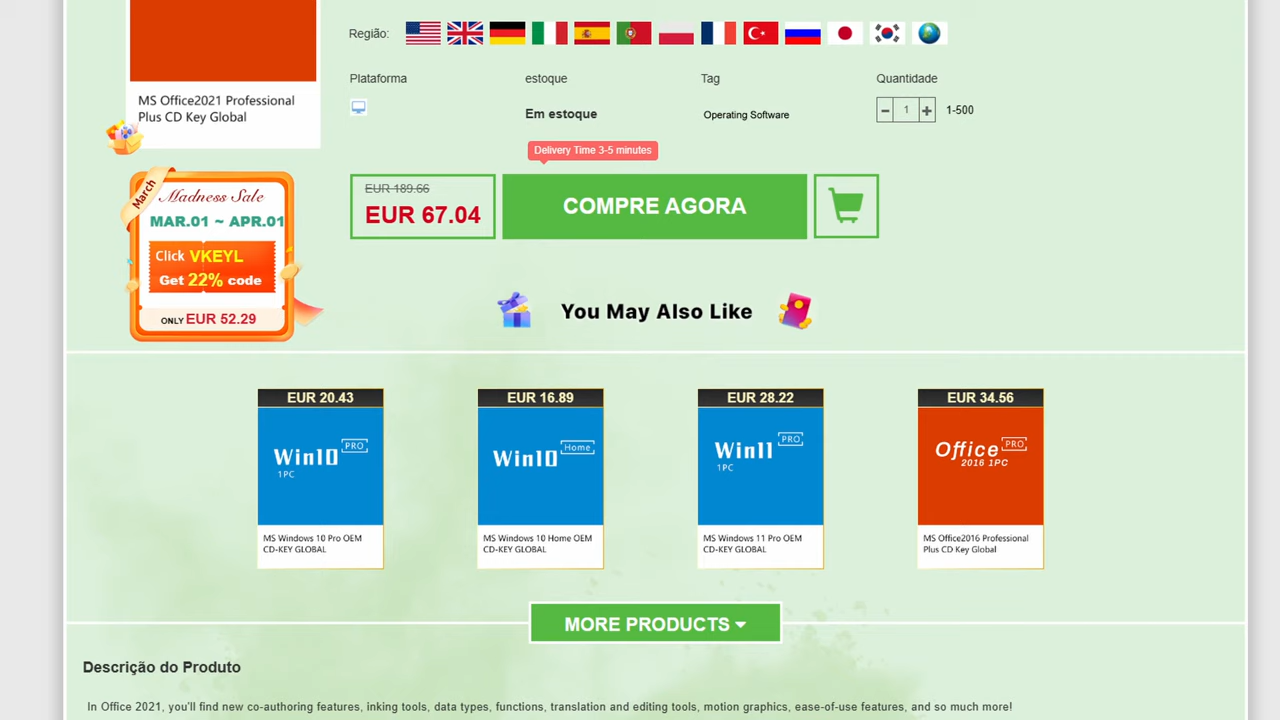 Região:
MS Office2021 Professional
Plus CD Key Global
Plataforma
estoque
Tag
Quantidade
Em estoque
Operating Software
1
1-500
Delivery Time 3-5 minutes
EUR 189.66
EUR 67.04
COMPRE AGORA
March
Madness Sale
MAR.01 ~ APR.01
Click VKEYL
Get 22% code
ONLY EUR 52.29
You May Also Like
EUR 20.43
Win10 PRO
1PC
MS Windows 10 Pro OEM
CD-KEY GLOBAL
EUR 16.89
Win10 Home
MS Windows 10 Home OEM
CD-KEY GLOBAL
EUR 28.22
Win11 PRO
1PC
MS Windows 11 Pro OEM
CD-KEY GLOBAL
EUR 34.56
Office PRO
2016 1PC
MS Office2016 Professional
Plus CD Key Global
MORE PRODUCTS
Descrição do Produto
In Office 2021, you'll find new co-authoring features, inking tools, data types, functions, translation and editing tools, motion graphics, ease-of-use features, and so much more!